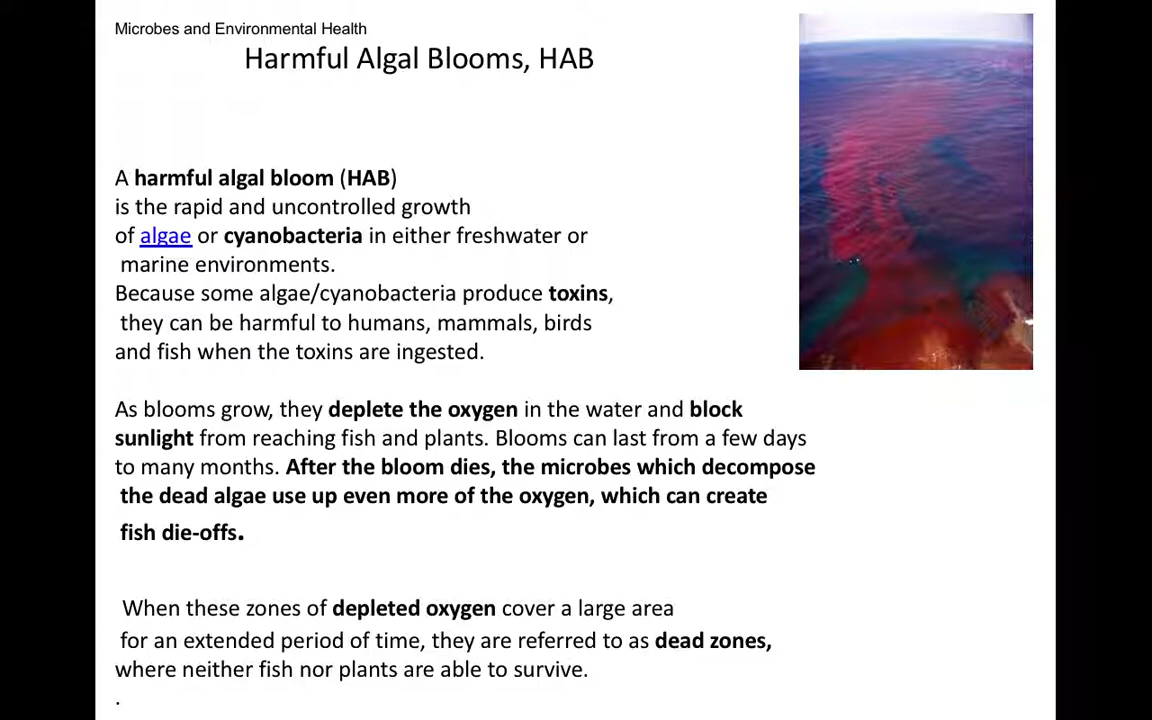 Microbes and Environmental Health
Harmful Algal Blooms, HAB
A harmful algal bloom (HAB)
is the rapid and uncontrolled growth
of algae or cyanobacteria in either freshwater or
marine environments.
Because some algae/cyanobacteria produce toxins,
they can be harmful to humans, mammals, birds
and fish when the toxins are ingested.
As blooms grow, they deplete the oxygen in the water and block
sunlight from reaching fish and plants. Blooms can last from a few days
to many months. After the bloom dies, the microbes which decompose
the dead algae use up even more of the oxygen, which can create
fish die-offs.
When these zones of depleted oxygen cover a large area
for an extended period of time, they are referred to as dead zones,
where neither fish nor plants are able to survive.
.